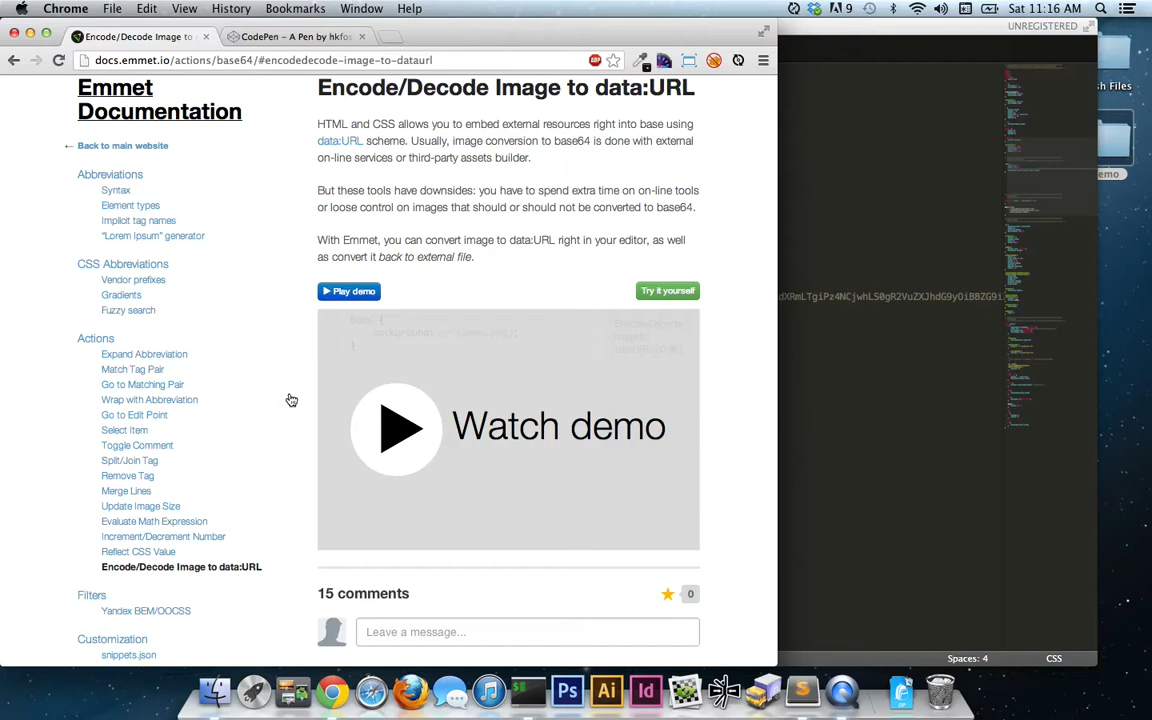 Chrome File Edit View History Bookmarks Window Help
9 Sat 11:16 AM
Encode/Decode Image to
CodePen – A Pen by hkfos
UNREGISTERED
docs.emmet.io/actions/base64/#encodedecode-image-to-dataurl
Emmet
Documentation
← Back to main website
Abbreviations
Syntax
Element types
Implicit tag names
“Lorem Ipsum” generator
CSS Abbreviations
Vendor prefixes
Gradients
Fuzzy search
Actions
Expand Abbreviation
Match Tag Pair
Go to Matching Pair
Wrap with Abbreviation
Go to Edit Point
Select Item
Toggle Comment
Split/Join Tag
Remove Tag
Merge Lines
Update Image Size
Evaluate Math Expression
Increment/Decrement Number
Reflect CSS Value
Encode/Decode Image to data:URL
Filters
Yandex BEM/OOCSS
Customization
snippets.json
Encode/Decode Image to data:URL
HTML and CSS allows you to embed external resources right into base using
data:URL scheme. Usually, image conversion to base64 is done with external
on-line services or third-party assets builder.
But these tools have downsides: you have to spend extra time on on-line tools
or loose control on images that should or should not be converted to base64.
With Emmet, you can convert image to data:URL right in your editor, as well
as convert it back to external file.
Play demo
Try it yourself
body {
}
Encode/Decode
Watch demo
15 comments
0
Leave a message...
sh Files
emo
Spaces: 4
CSS
Ps
Ai
Id